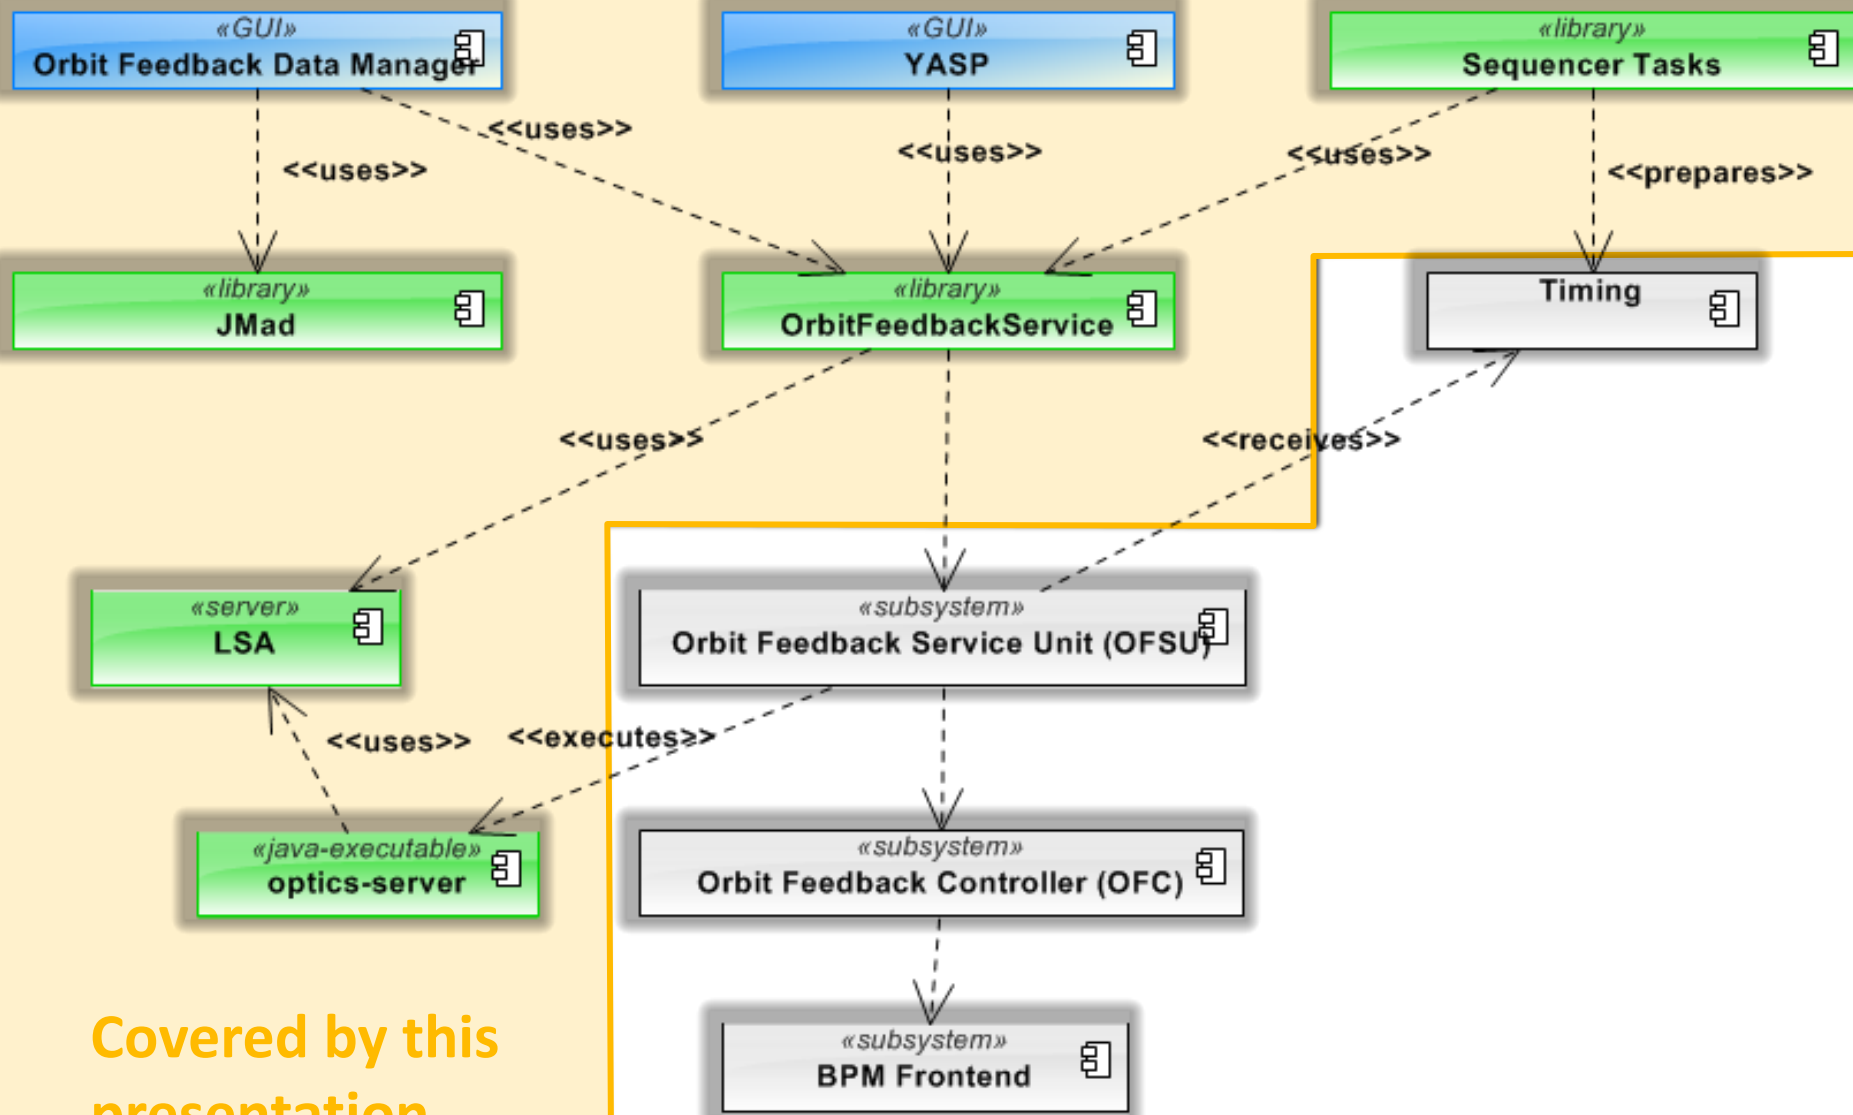 «GUI»
Orbit Feedback Data Manager
«GUI»
YASP
«library»
Sequencer Tasks
<<uses>>
<<uses>>
<<uses>>
<<uses>>
<<prepares>>
«library»
JMad
«library»
OrbitFeedbackService
Timing
<<uses>>
<<receives>>
«server»
LSA
«subsystem»
Orbit Feedback Service Unit (OFSU)
<<uses>>
<<executes>>
«java-executable»
optics-server
«subsystem»
Orbit Feedback Controller (OFC)
«subsystem»
BPM Frontend
Covered by this
presentation